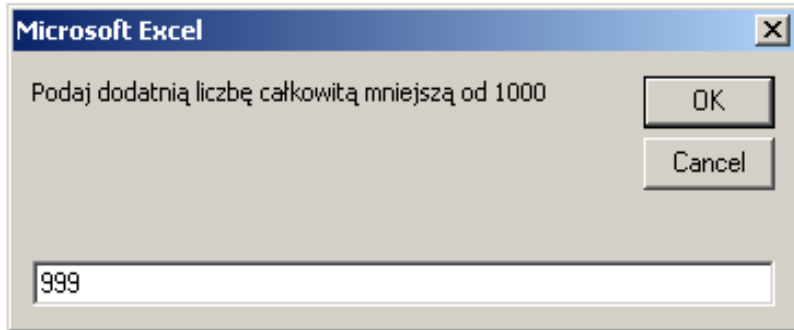 Microsoft Excel
Podaj dodatnią liczbę całkowitą mniejszą od 1000
OK
Cancel
999